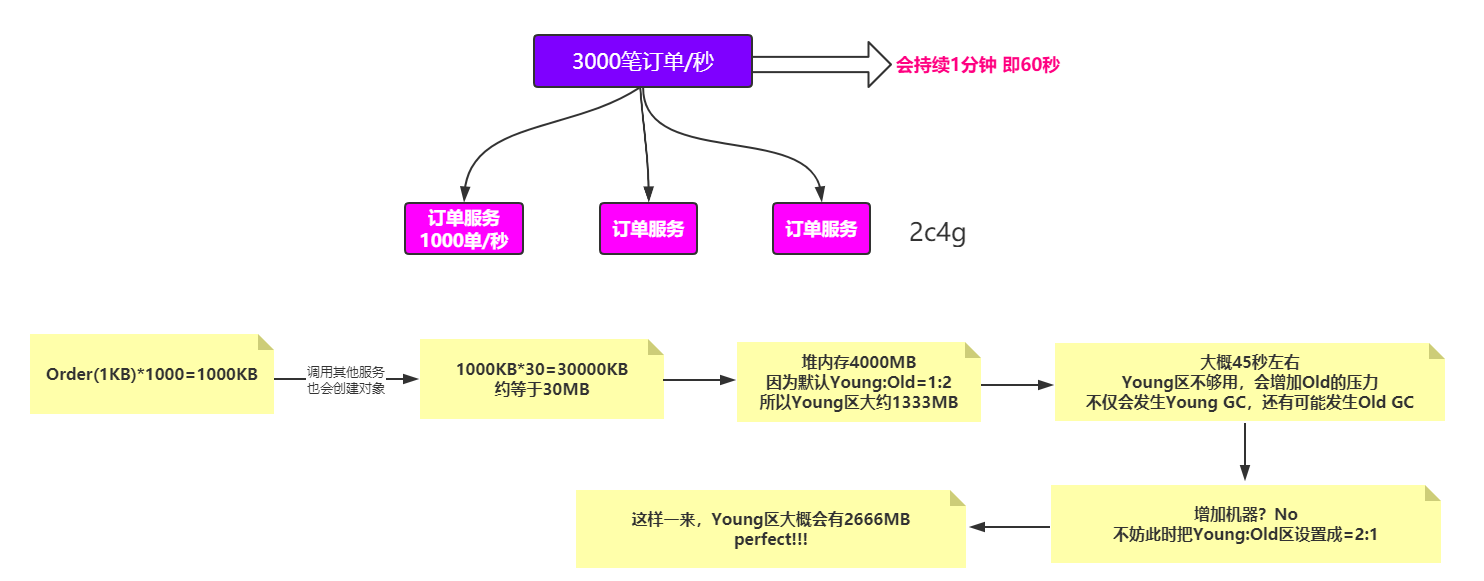 3000笔订单/秒
会持续1分钟 即60秒
订单服务
1000单/秒
订单服务
订单服务
2c4g
Order(1KB)*1000=1000KB
调用其他服务
也会创建对象
1000KB*30=30000KB
约等于30MB
堆内存4000MB
因为默认Young:Old=1:2
所以Young区大约1333MB
大概45秒左右
Young区不够用，会增加Old的压力
不仅会发生Young GC，还有可能发生Old GC
增加机器？No
不妨此时把Young:Old区设置成=2:1
这样一来，Young区大概会有2666MB
perfect!!!